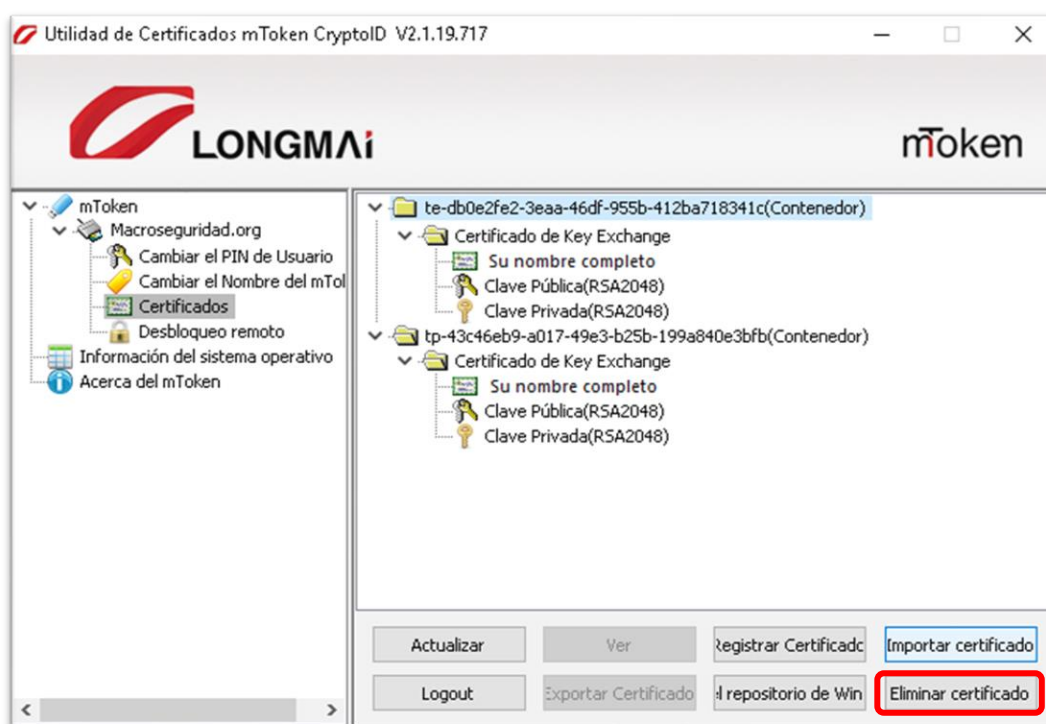 Utilidad de Certificados mToken CryptoID V2.1.19.717
LONGMAi
mToken
mToken
Macroseguridad.org
Cambiar el PIN de Usuario
Cambiar el Nombre del mTol
Certificados
Desbloqueo remoto
Información del sistema operativo
Acerca del mToken
te-db0e2fe2-3eaa-46df-955b-412ba718341c(Contenedor)
Certificado de Key Exchange
Su nombre completo
Clave Pública(RSA2048)
Clave Privada(RSA2048)
tp-43c46eb9-a017-49e3-b25b-199a840e3bfb(Contenedor)
Certificado de Key Exchange
Su nombre completo
Clave Pública(RSA2048)
Clave Privada(RSA2048)
Actualizar Ver Registrar Certificado Importar certificado
Logout Exportar Certificado el repositorio de Win Eliminar certificado